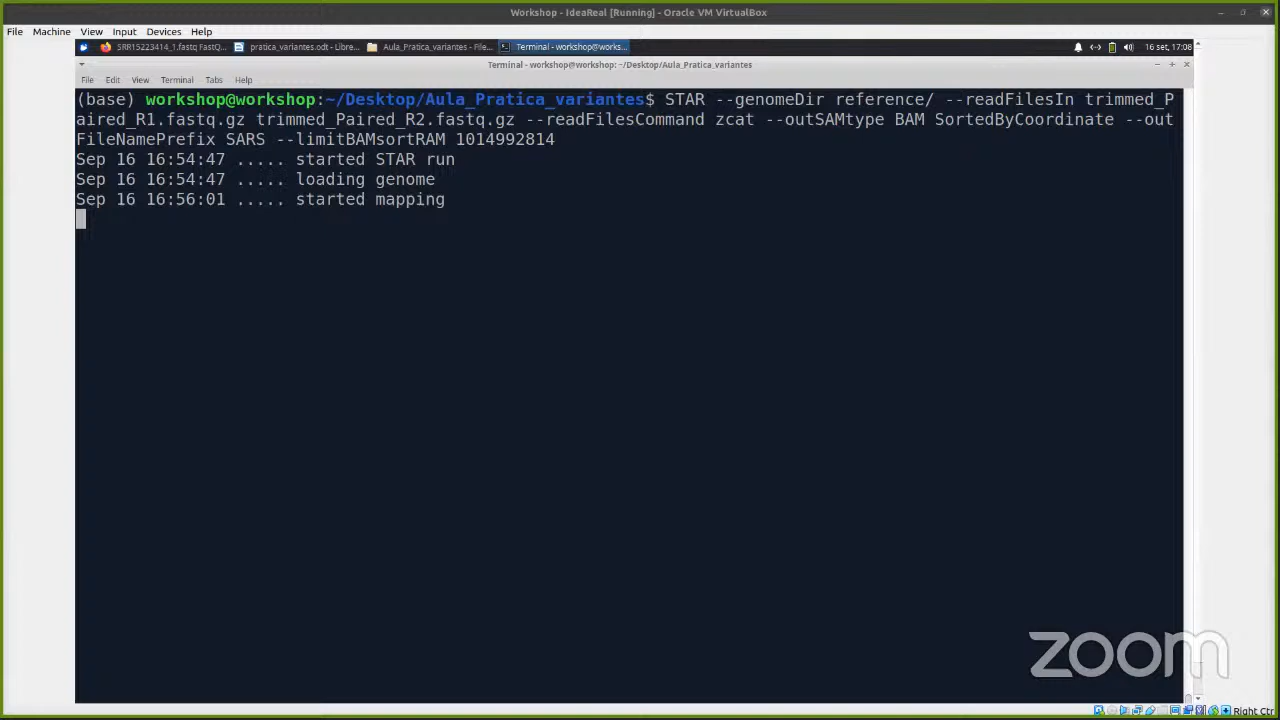 Workshop - IdeaReal [Running] - Oracle VM VirtualBox
File Machine View Input Devices Help
SRR15223414_1.fastq FastQ... pratica_variantes.odt - Libre... Aula_Pratica_variantes - File... Terminal - workshop@works... 16 set, 17:08
Terminal - workshop@workshop: ~/Desktop/Aula_Pratica_variantes
File Edit View Terminal Tabs Help
(base) workshop@workshop:~/Desktop/Aula_Pratica_variantes$ STAR --genomeDir reference/ --readFilesIn trimmed_P
aired_R1.fastq.gz trimmed_Paired_R2.fastq.gz --readFilesCommand zcat --outSAMtype BAM SortedByCoordinate --out
FileNamePrefix SARS --limitBAMsortRAM 1014992814
Sep 16 16:54:47 ..... started STAR run
Sep 16 16:54:47 ..... loading genome
Sep 16 16:56:01 ..... started mapping
zoom
Right Ctr